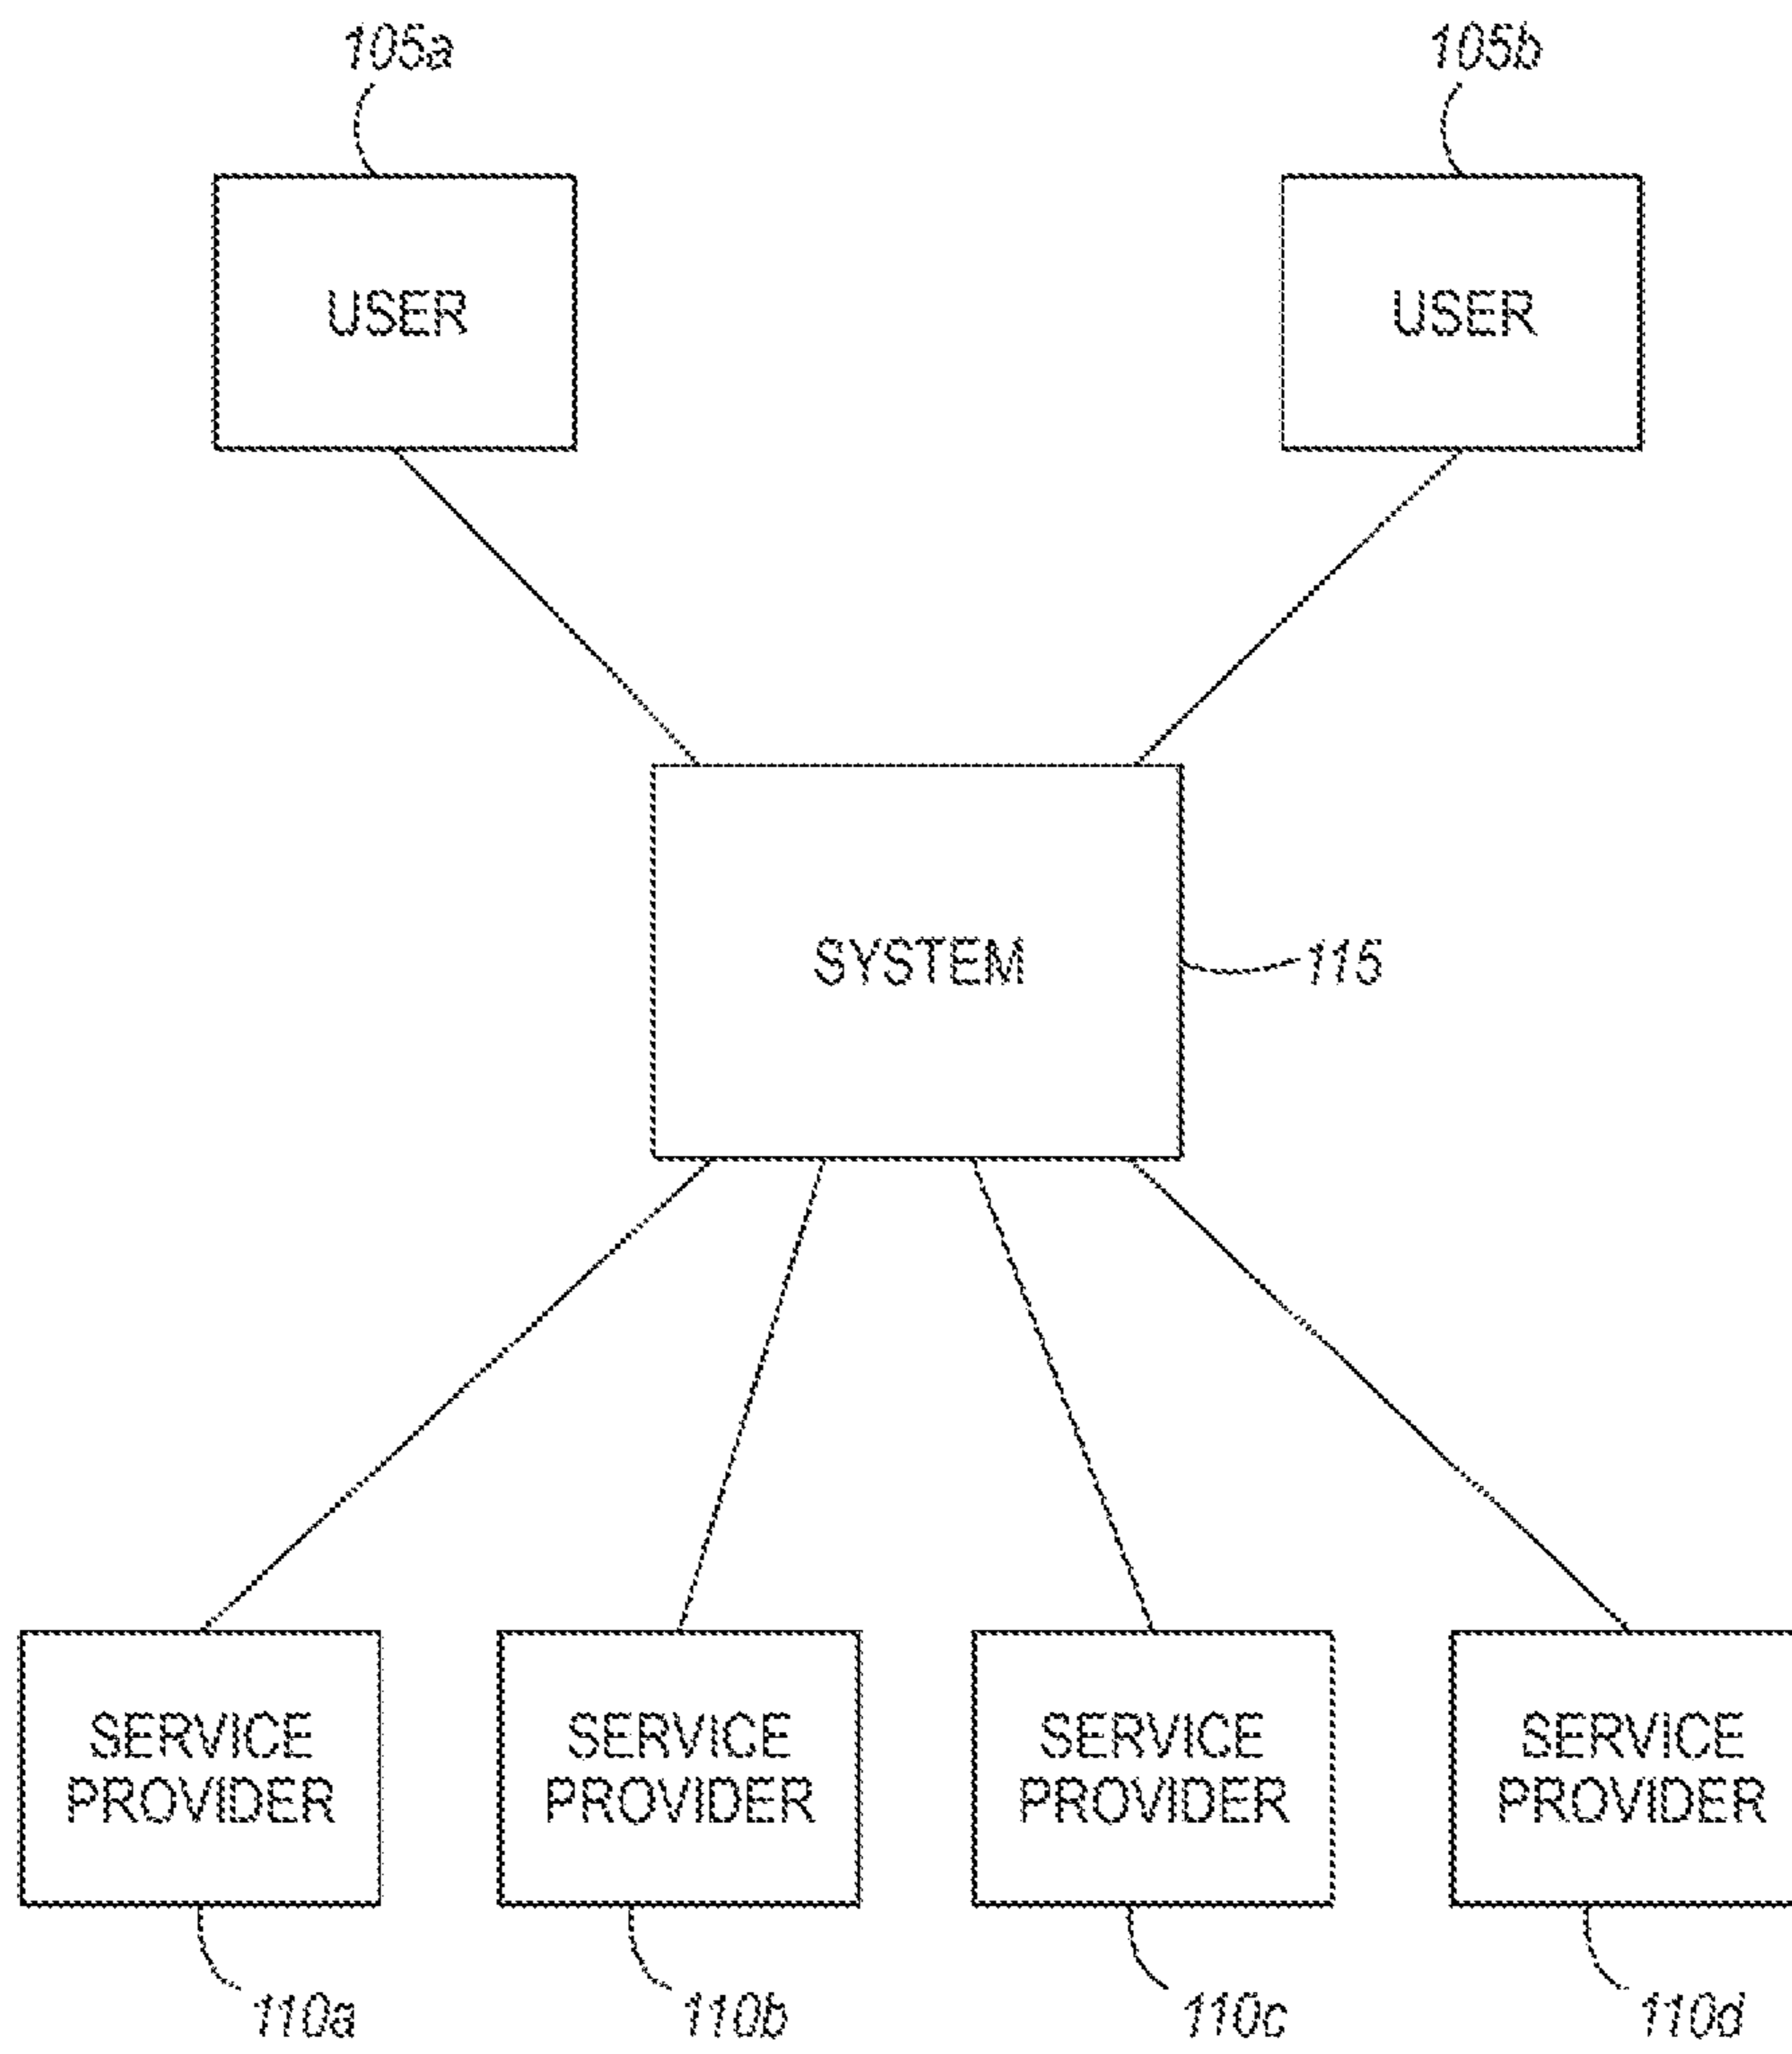 105a
105b
USER
USER
SYSTEM
115
SERVICE
PROVIDER
SERVICE
PROVIDER
SERVICE
PROVIDER
SERVICE
PROVIDER
110a
110b
110c
110d